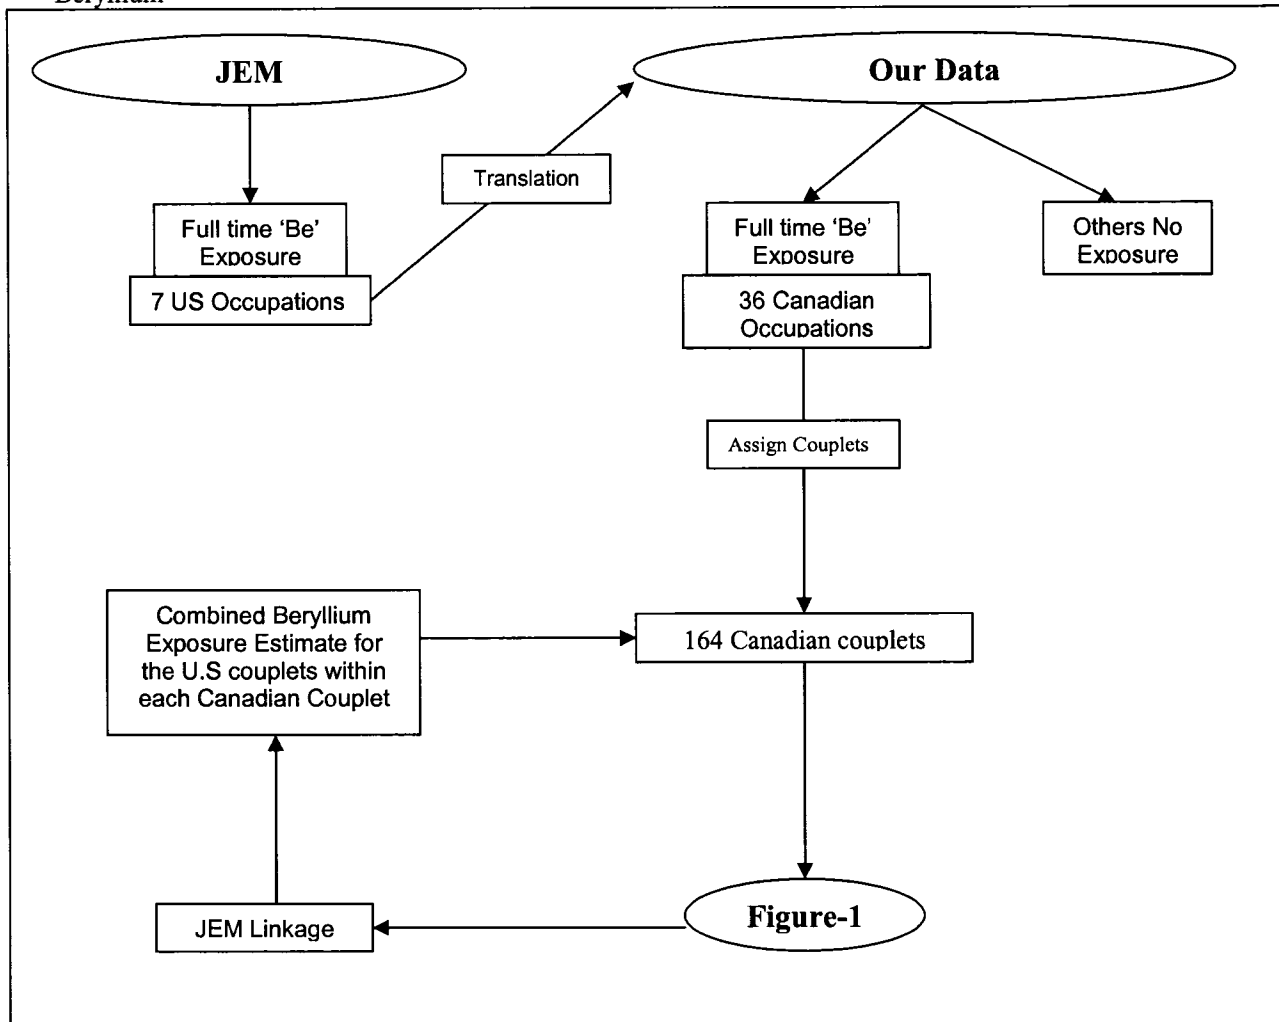 Beryllium
JEM
Our Data
Translation
Full time ‘Be’
Exposure
7 US Occupations
Full time ‘Be’
Exposure
36 Canadian
Occupations
Others No
Exposure
Assign Couplets
Combined Beryllium
Exposure Estimate for
the U.S couplets within
each Canadian Couplet
164 Canadian couplets
JEM Linkage
Figure-1